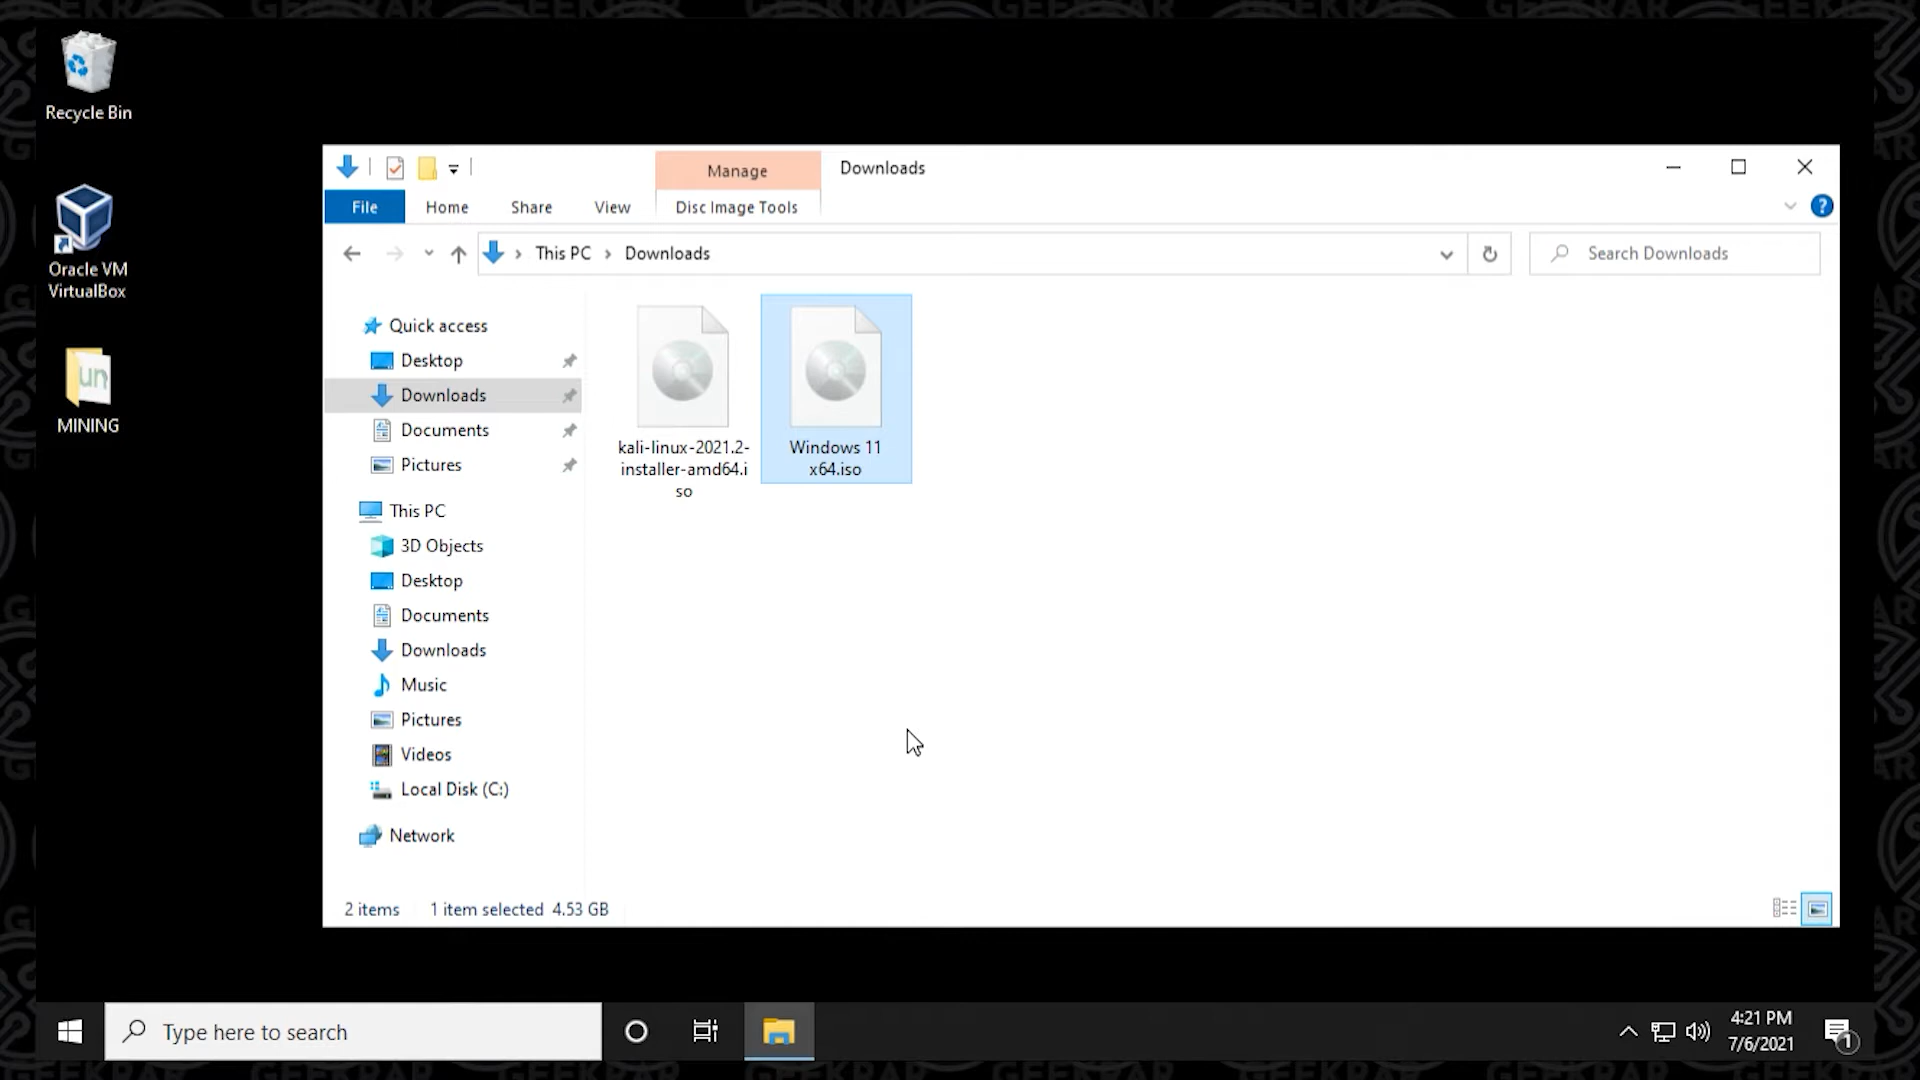 Recycle Bin
Oracle VM
VirtualBox
MINING
Manage
Downloads
File
Home
Share
View
Disc Image Tools
?
This PC
Downloads
Search Downloads
Quick access
Desktop
Downloads
Documents
Pictures
This PC
3D Objects
Desktop
Documents
Downloads
Music
Pictures
Videos
Local Disk (C:)
Network
kali-linux-2021.2-
installer-amd64.i
so
Windows 11
x64.iso
2 items
1 item selected 4.53 GB
Type here to search
4:21 PM
7/6/2021
1